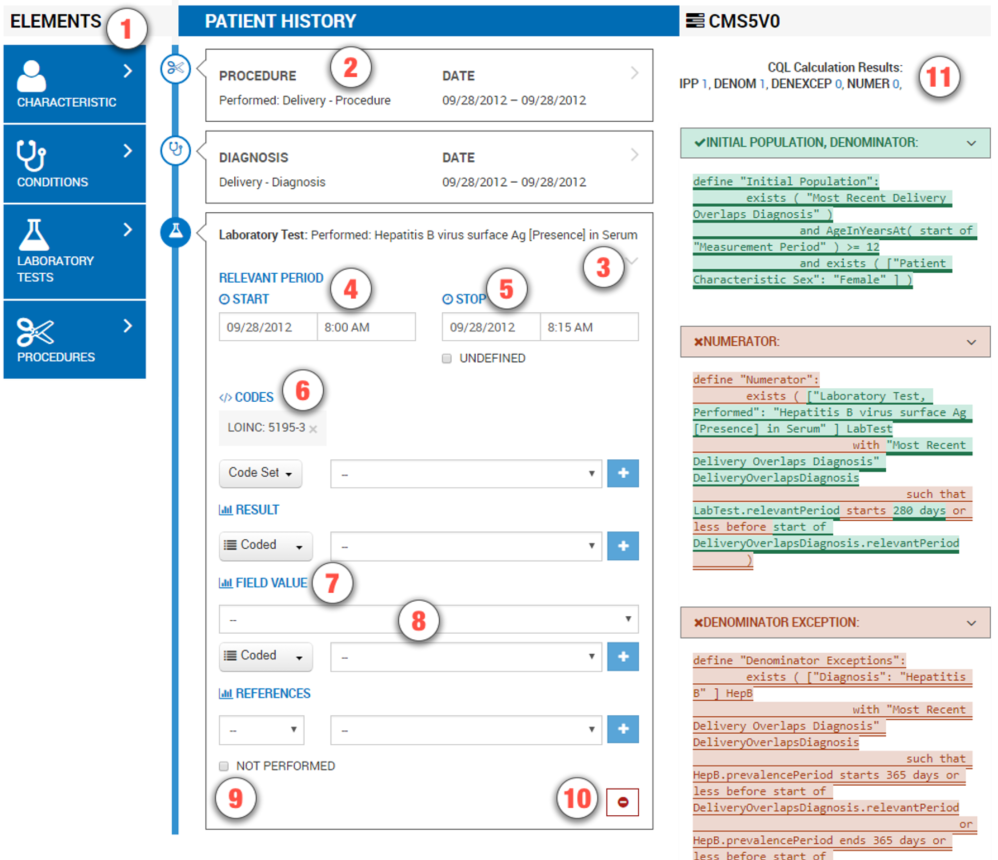 ELEMENTS
1
CHARACTERISTIC
CONDITIONS
LABORATORY
TESTS
PROCEDURES
PATIENT HISTORY
PROCEDURE
2
DATE
Performed: Delivery - Procedure
09/28/2012 – 09/28/2012
DIAGNOSIS
DATE
Delivery - Diagnosis
09/28/2012 – 09/28/2012
Laboratory Test: Performed: Hepatitis B virus surface Ag [Presence] in Serum
3
RELEVANT PERIOD
START
4
STOP
5
09/28/2012
8:00 AM
09/28/2012
8:15 AM
UNDEFINED
</> CODES
6
LOINC: 5195-3 ×
Code Set
--
+
RESULT
Coded
--
+
FIELD VALUE
7
--
8
Coded
--
+
REFERENCES
--
--
+
NOT PERFORMED
9
10
CMS5V0
CQL Calculation Results:
IPP 1, DENOM 1, DENEXCEP 0, NUMER 0,
11
✔INITIAL POPULATION, DENOMINATOR:
define "Initial Population":
exists ( "Most Recent Delivery
Overlaps Diagnosis" )
and AgeInYearsAt( start of
"Measurement Period" ) >= 12
and exists ( ["Patient
Characteristic Sex": "Female" ] )
×NUMERATOR:
define "Numerator":
exists ( ["Laboratory Test,
Performed": "Hepatitis B virus surface Ag
[Presence] in Serum" ] LabTest
with "Most Recent
Delivery Overlaps Diagnosis"
DeliveryOverlapsDiagnosis
such that
LabTest.relevantPeriod starts 280 days or
less before start of
DeliveryOverlapsDiagnosis.relevantPeriod
)
×DENOMINATOR EXCEPTION:
define "Denominator Exceptions":
exists ( ["Diagnosis": "Hepatitis
B" ] HepB
with "Most Recent
Delivery Overlaps Diagnosis"
DeliveryOverlapsDiagnosis
such that
HepB.prevalencePeriod starts 365 days or
less before start of
DeliveryOverlapsDiagnosis.relevantPeriod
or
HepB.prevalencePeriod ends 365 days or
less before start of